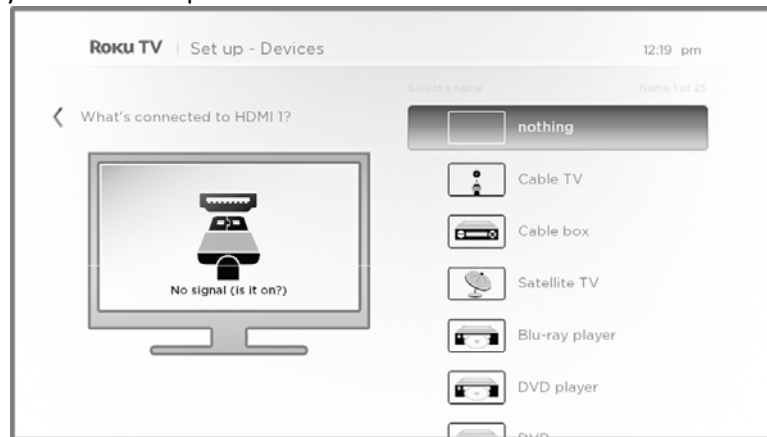 Roku TV | Set up - Devices
12:19 pm
Select a name
Name 1 of 25
What's connected to HDMI 1?
nothing
Cable TV
Cable box
No signal (is it on?)
Satellite TV
Blu-ray player
DVD player